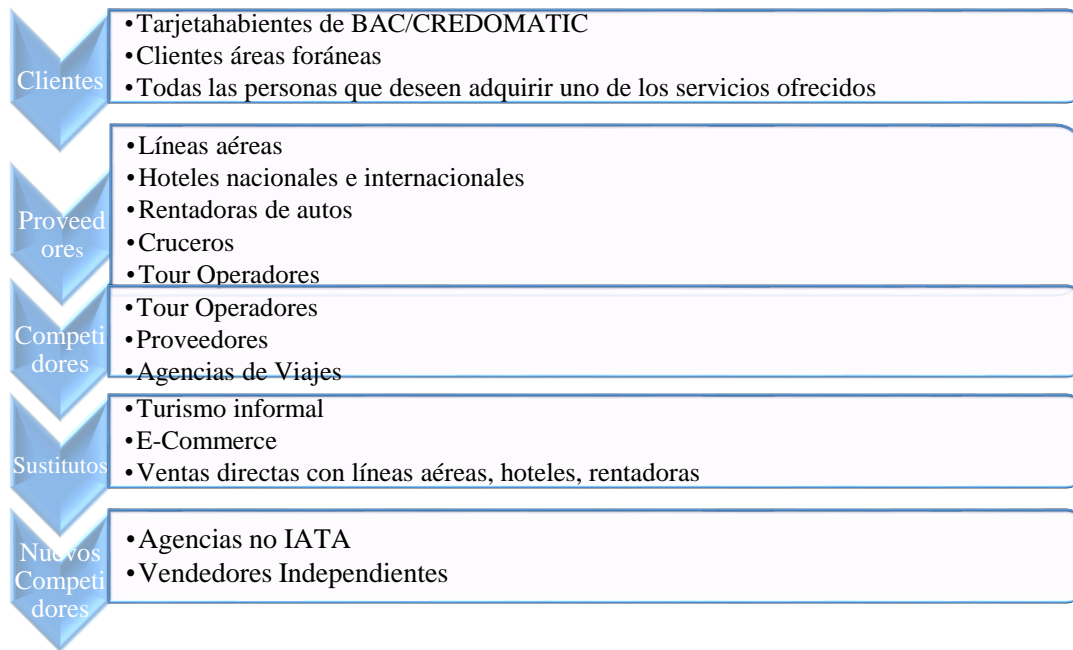 Clientes
•Tarjetahabientes de BAC/CREDOMATIC
•Clientes áreas foráneas
•Todas las personas que deseen adquirir uno de los servicios ofrecidos
Proveed
ores
•Líneas aéreas
•Hoteles nacionales e internacionales
•Rentadoras de autos
•Cruceros
•Tour Operadores
Competi
dores
•Tour Operadores
•Proveedores
•Agencias de Viajes
Sustitutos
•Turismo informal
•E-Commerce
•Ventas directas con líneas aéreas, hoteles, rentadoras
Nuevos
Competi
dores
•Agencias no IATA
•Vendedores Independientes